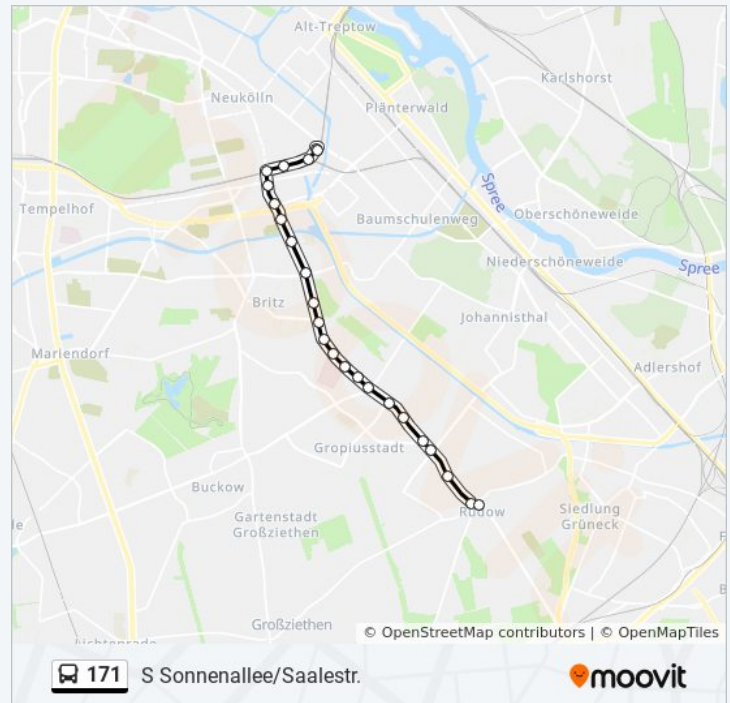 Alt-Treptow
Karlshorst
Neukölln
Plänterwald
Spree
Tempelhof
Baumschulenweg
Oberschöneweide
Niederschöneweide
Spree
Britz
Johannisthal
Mariendorf
Adlershof
Gropiusstadt
Buckow
Gartenstadt
Großziethen
Rudow
Siedlung
Grüneck
Großziethen
© OpenStreetMap contributors | © OpenMapTiles
171 S Sonnenallee/Saalestr.
moovit